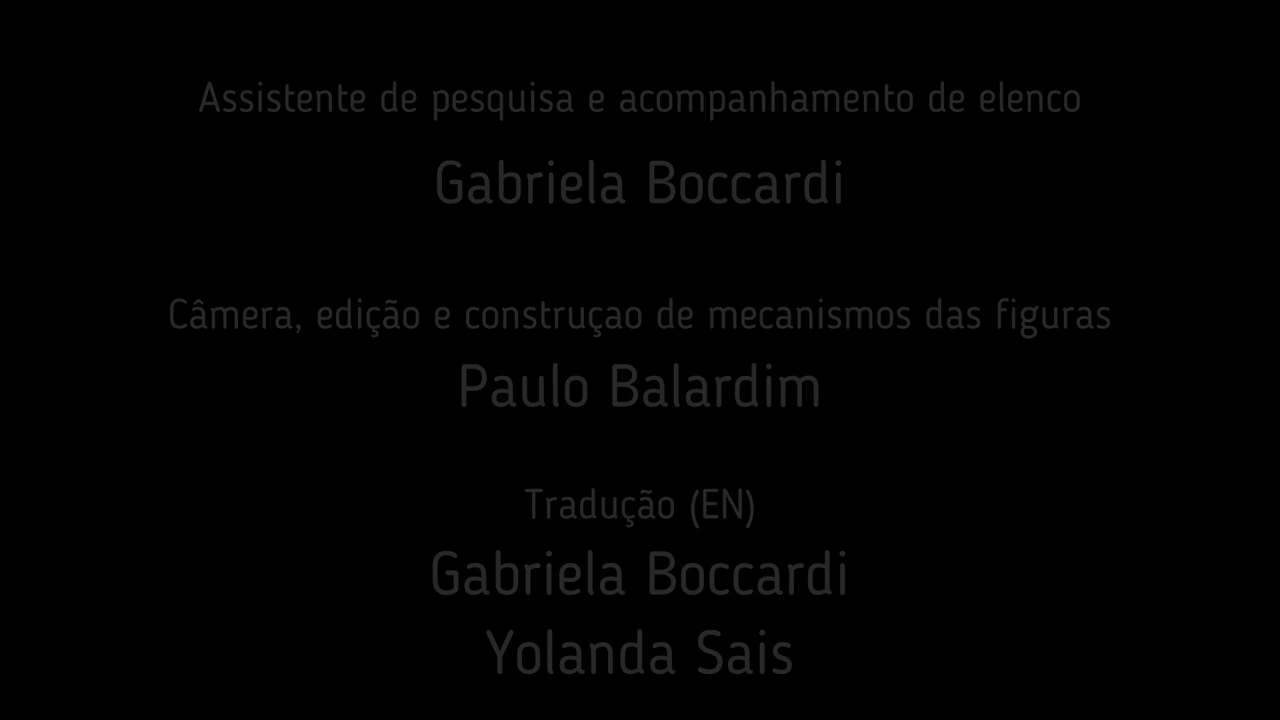 Assistente de pesquisa e acompanhamento de elenco
Gabriela Boccardi
Câmera, edição e construçao de mecanismos das figuras
Paulo Balardim
Tradução (EN)
Gabriela Boccardi
Yolanda Sais